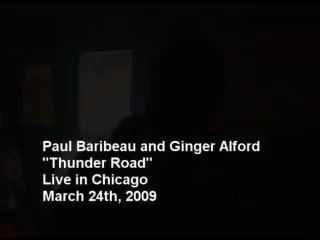 Paul Baribeau and Ginger Alford
"Thunder Road"
Live in Chicago
March 24th, 2009